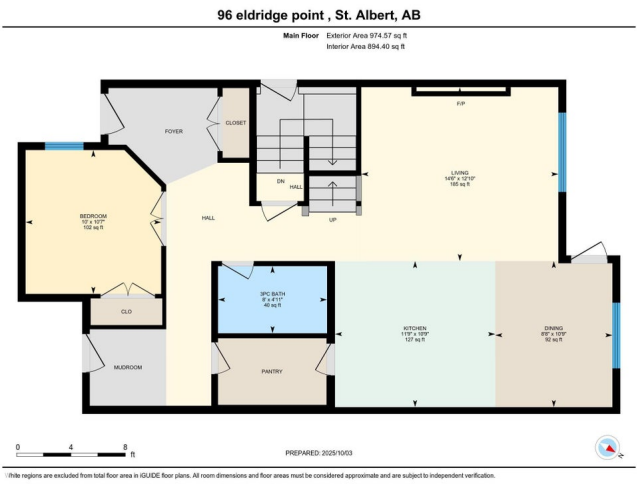 96 eldridge point , St. Albert, AB
Main Floor Exterior Area 974.57 sq ft
Interior Area 894.40 sq ft
F/P
CLOSET
FOYER
LIVING
14'6" x 12'10"
185 sq ft
DN
HALL
BEDROOM
10' x 10'7"
102 sq ft
HALL
UP
3PC BATH
8' x 4'11"
40 sq ft
CLO
KITCHEN
11'9" x 10'9"
127 sq ft
DINING
8'8" x 10'9"
92 sq ft
MUDROOM
PANTRY
0 4 8
ft
PREPARED: 2025/10/03
N
White regions are excluded from total floor area in iGUIDE floor plans. All room dimensions and floor areas must be considered approximate and are subject to independent verification.